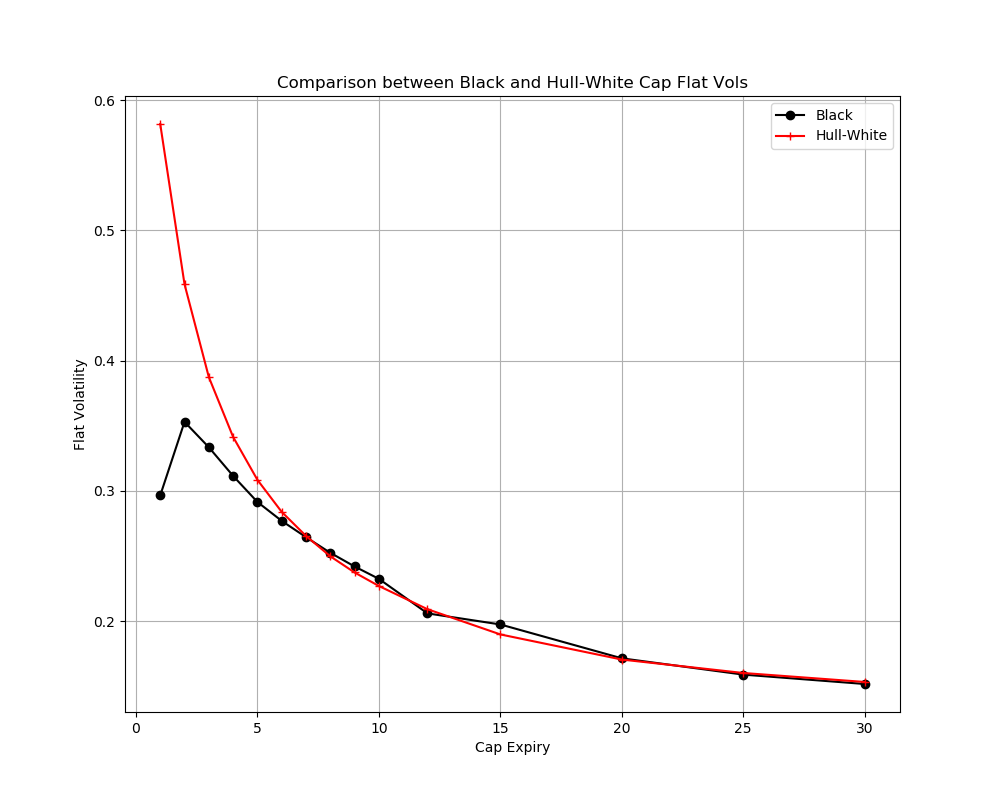 Comparison between Black and Hull-White Cap Flat Vols
Black
Hull-White
0.6
0.5
0.4
0.3
0.2
Flat Volatility
0 5 10 15 20 25 30
Cap Expiry